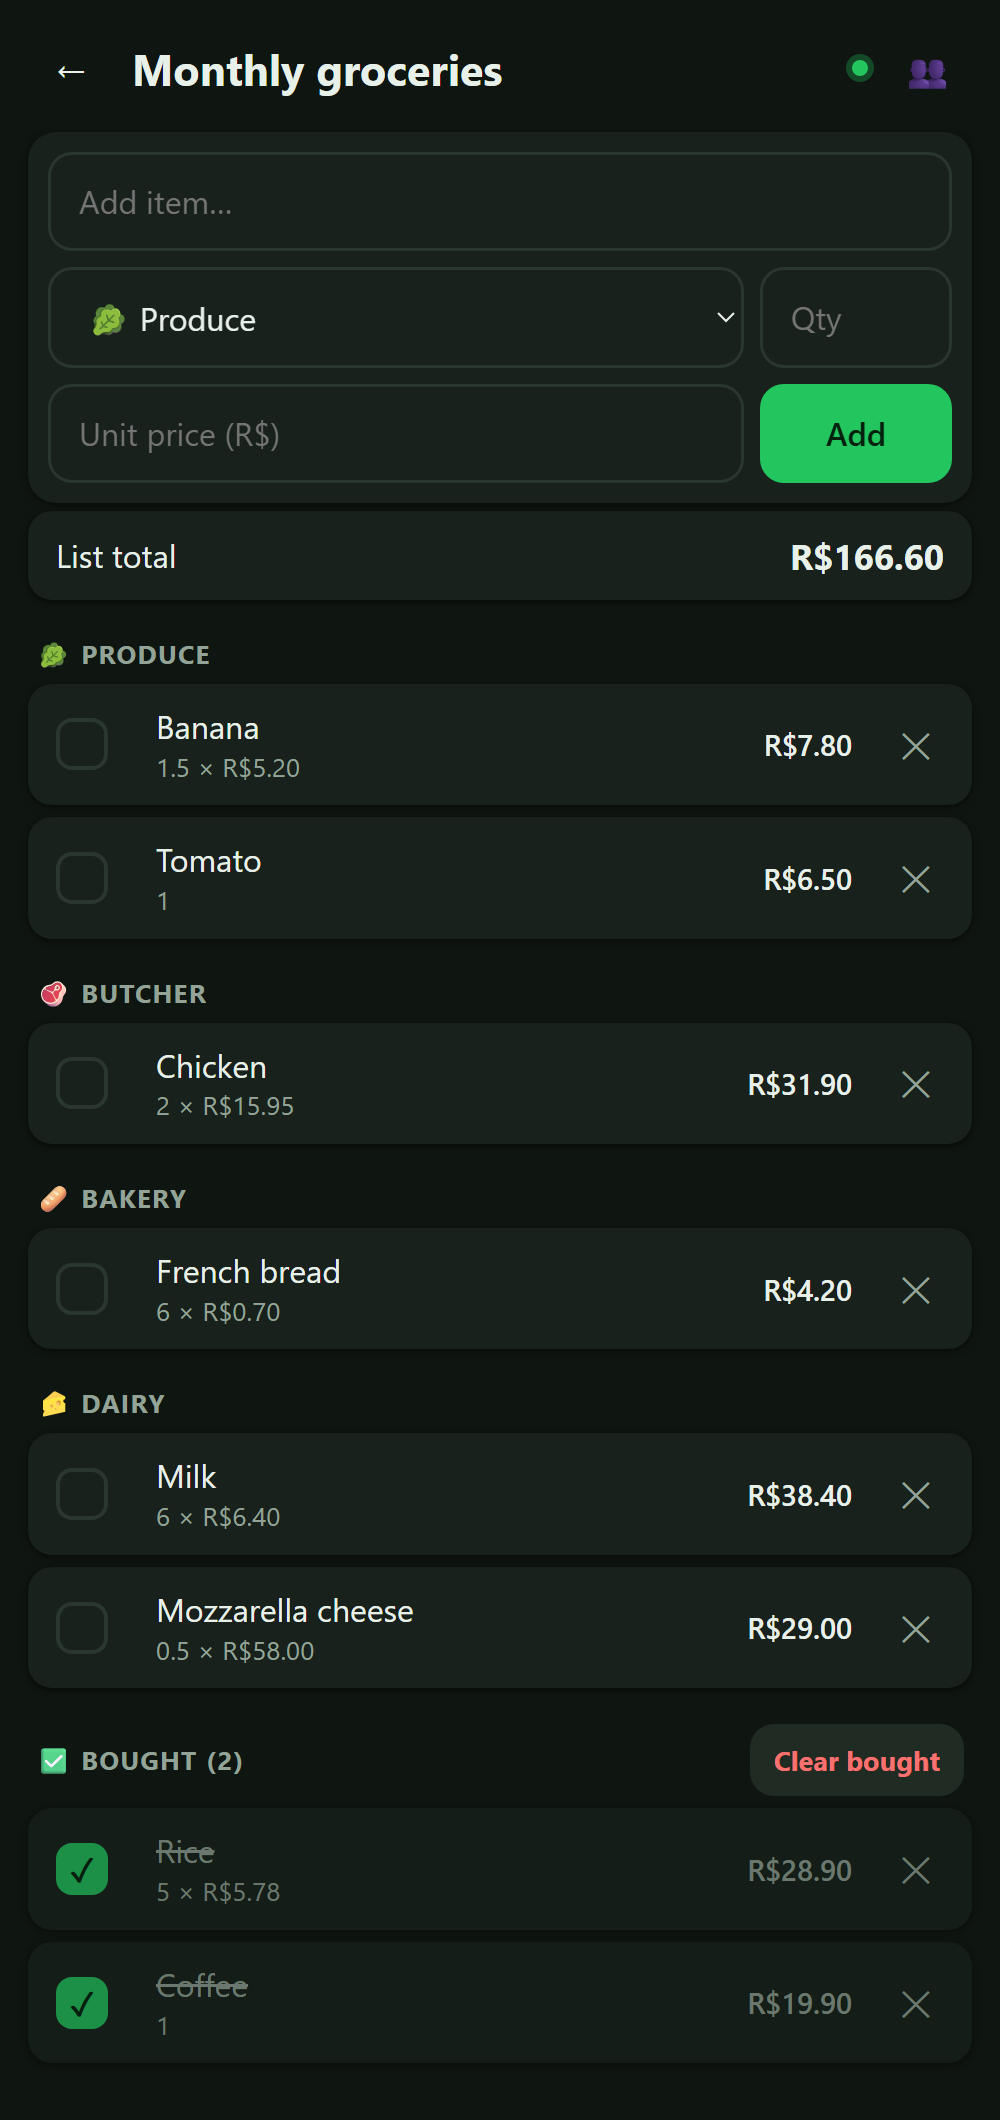 Monthly groceries
Add item...
Produce
Qty
Unit price (R$)
Add
List total
R$166.60
PRODUCE
Banana
R$7.80
1.5 × R$5.20
Tomato
R$6.50
1
BUTCHER
Chicken
R$31.90
2 × R$15.95
BAKERY
French bread
R$4.20
6 × R$0.70
DAIRY
Milk
R$38.40
6 × R$6.40
Mozzarella cheese
R$29.00
0.5 × R$58.00
BOUGHT (2)
Clear bought
Rice
R$28.90
5 × R$5.78
Coffee
R$19.90
1